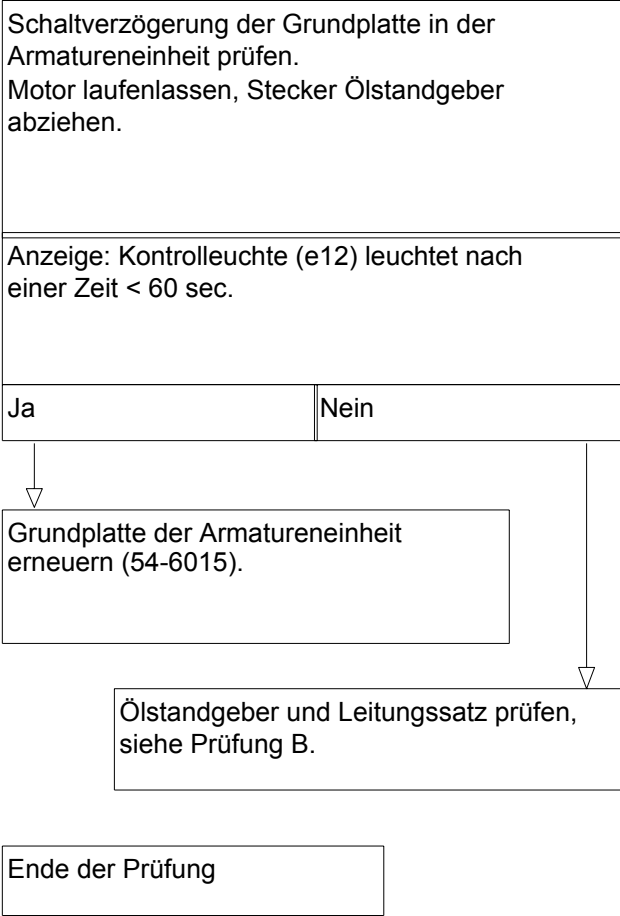 Schaltverzögerung der Grundplatte in der
Armatureneinheit prüfen.
Motor laufenlassen, Stecker Ölstandgeber
abziehen.
Anzeige: Kontrolleuchte (e12) leuchtet nach
einer Zeit < 60 sec.
Ja
Nein
Grundplatte der Armatureneinheit
erneuern (54-6015).
Ölstandgeber und Leitungssatz prüfen,
siehe Prüfung B.
Ende der Prüfung